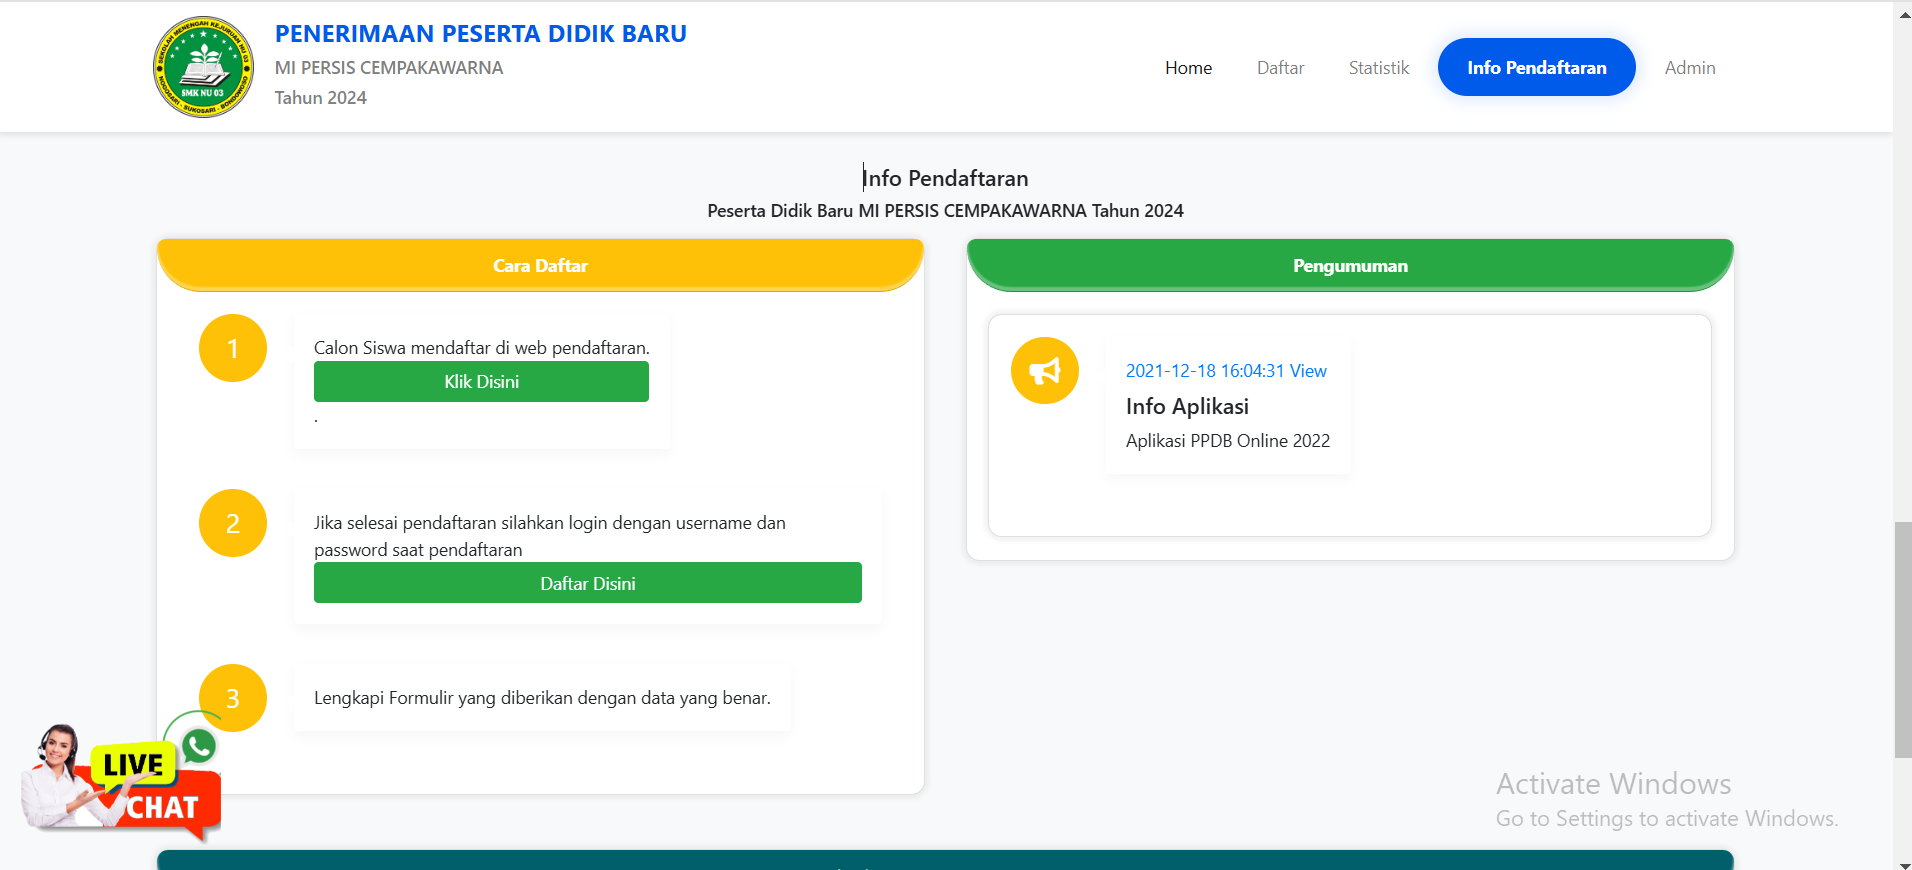 SEKOLAH MENENGAH KEJURUAN NU 03
SMK NU 03
NOGOSARI - SUKOSARI - BONDOWOSO
PENERIMAAN PESERTA DIDIK BARU
MI PERSIS CEMPAKAWARNA
Tahun 2024
Home
Daftar
Statistik
Info Pendaftaran
Admin
Info Pendaftaran
Peserta Didik Baru MI PERSIS CEMPAKAWARNA Tahun 2024
Cara Daftar
1
Calon Siswa mendaftar di web pendaftaran.
Klik Disini
.
2
Jika selesai pendaftaran silahkan login dengan username dan
password saat pendaftaran
Daftar Disini
3
Lengkapi Formulir yang diberikan dengan data yang benar.
Pengumuman
2021-12-18 16:04:31 View
Info Aplikasi
Aplikasi PPDB Online 2022
LIVE
CHAT
Activate Windows
Go to Settings to activate Windows.